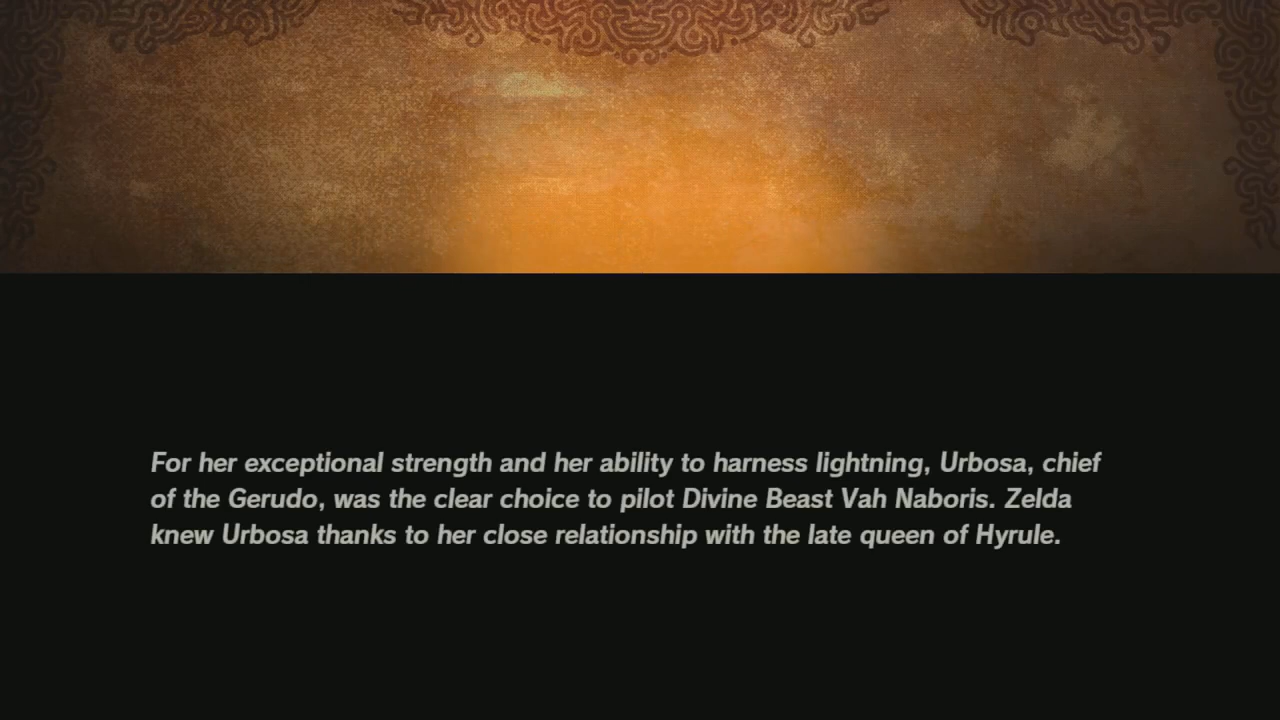 For her exceptional strength and her ability to harness lightning, Urbosa, chief
of the Gerudo, was the clear choice to pilot Divine Beast Vah Naboris. Zelda
knew Urbosa thanks to her close relationship with the late queen of Hyrule.